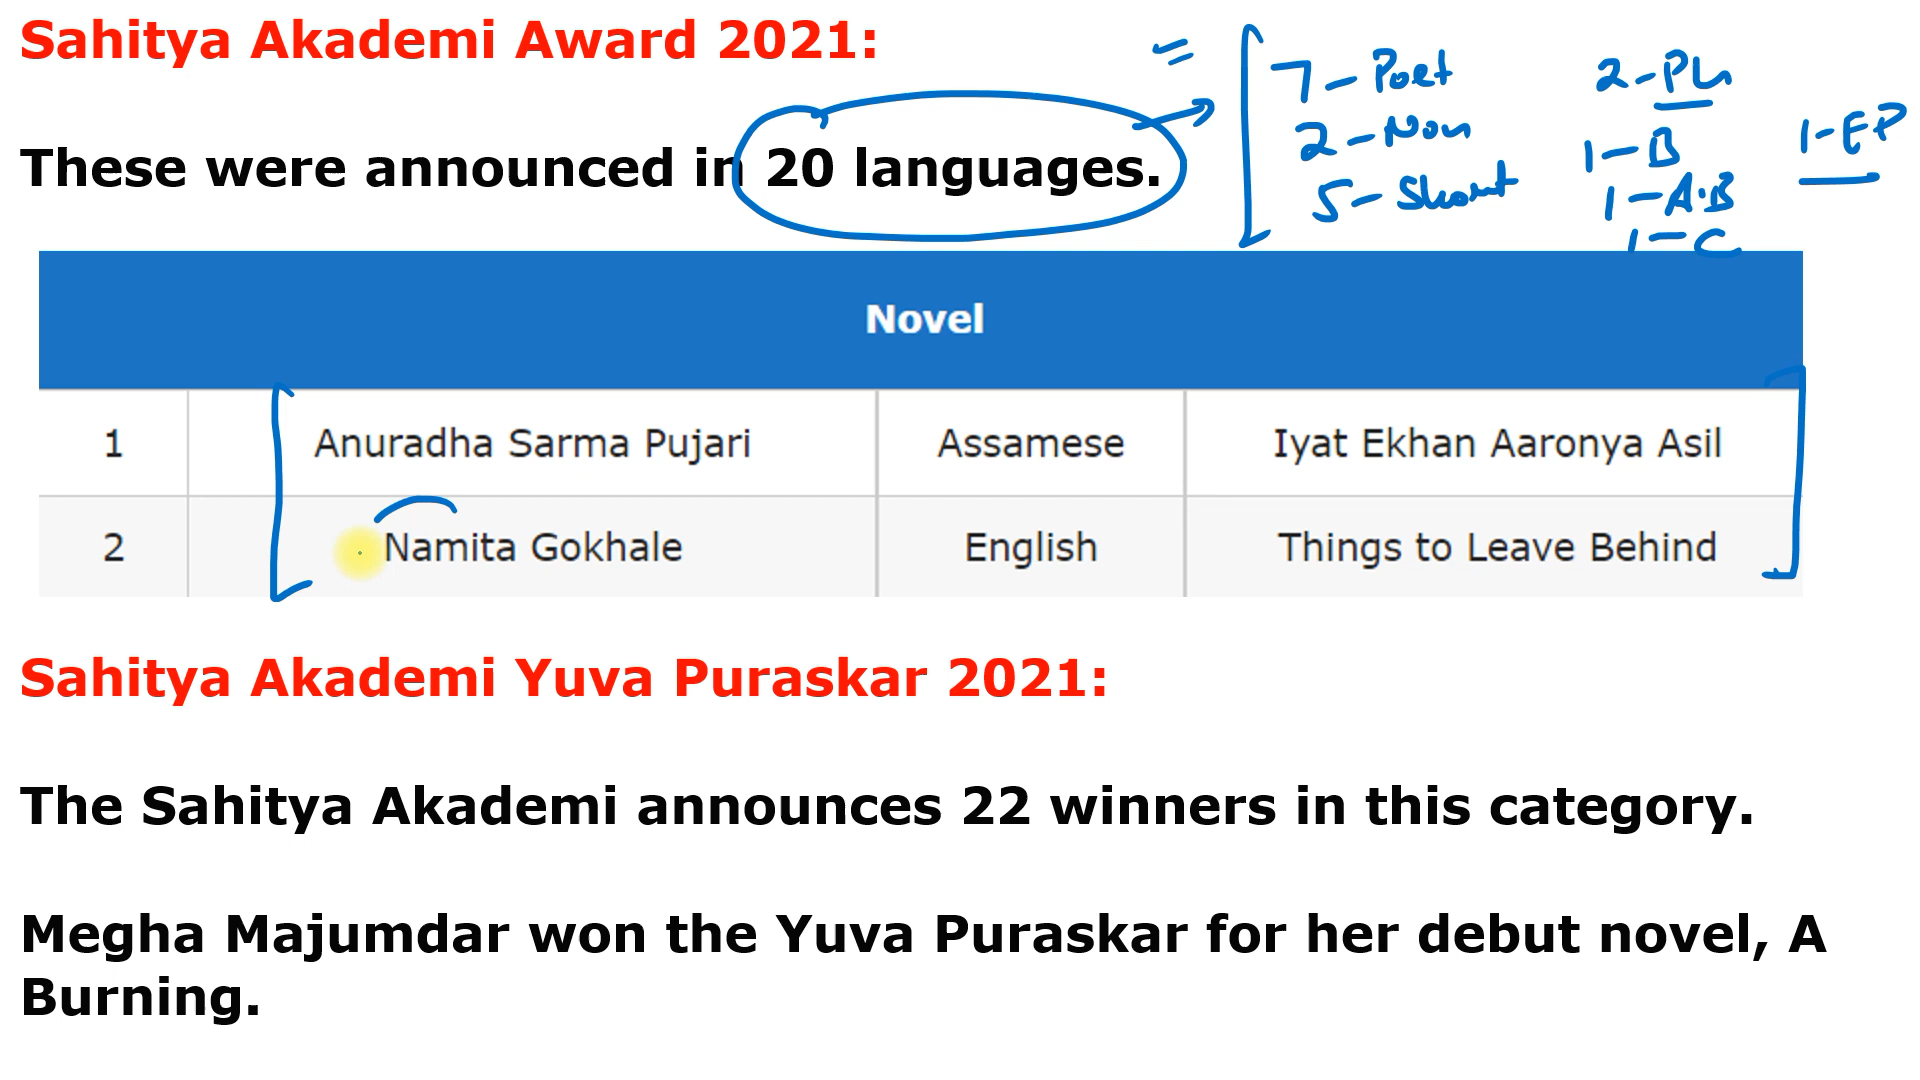 Sahitya Akademi Award 2021:
7 - Poet
2 - Non
5 - Short
2 - Pl
1 - B
1 - A.B
1 - C
1 - EP
These were announced in 20 languages.
Novel
1 Anuradha Sarma Pujari Assamese Iyat Ekhan Aaronya Asil
2 Namita Gokhale English Things to Leave Behind
Sahitya Akademi Yuva Puraskar 2021:
The Sahitya Akademi announces 22 winners in this category.
Megha Majumdar won the Yuva Puraskar for her debut novel, A
Burning.